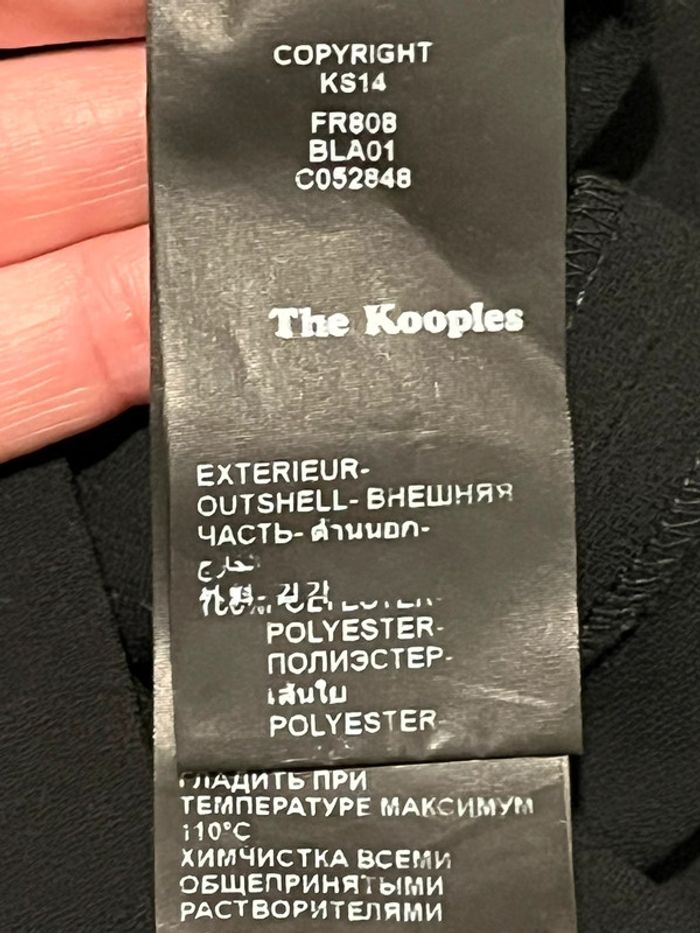 COPYRIGHT
KS14
FR808
BLA01
C052848
The Kooples
EXTERIEUR-
OUTSHELL- ВНЕШНЯЯ
ЧАСТЬ- ด้านนอก-
POLYESTER-
ПОЛИЭСТЕР-
เส้นใย
POLYESTER
ГЛАДИТЬ ПРИ
ТЕМПЕРАТУРЕ МАКСИМУМ
110°C
ХИМЧИСТКА ВСЕМИ
ОБЩЕПРИНЯТЫМИ
РАСТВОРИТЕЛЯМИ